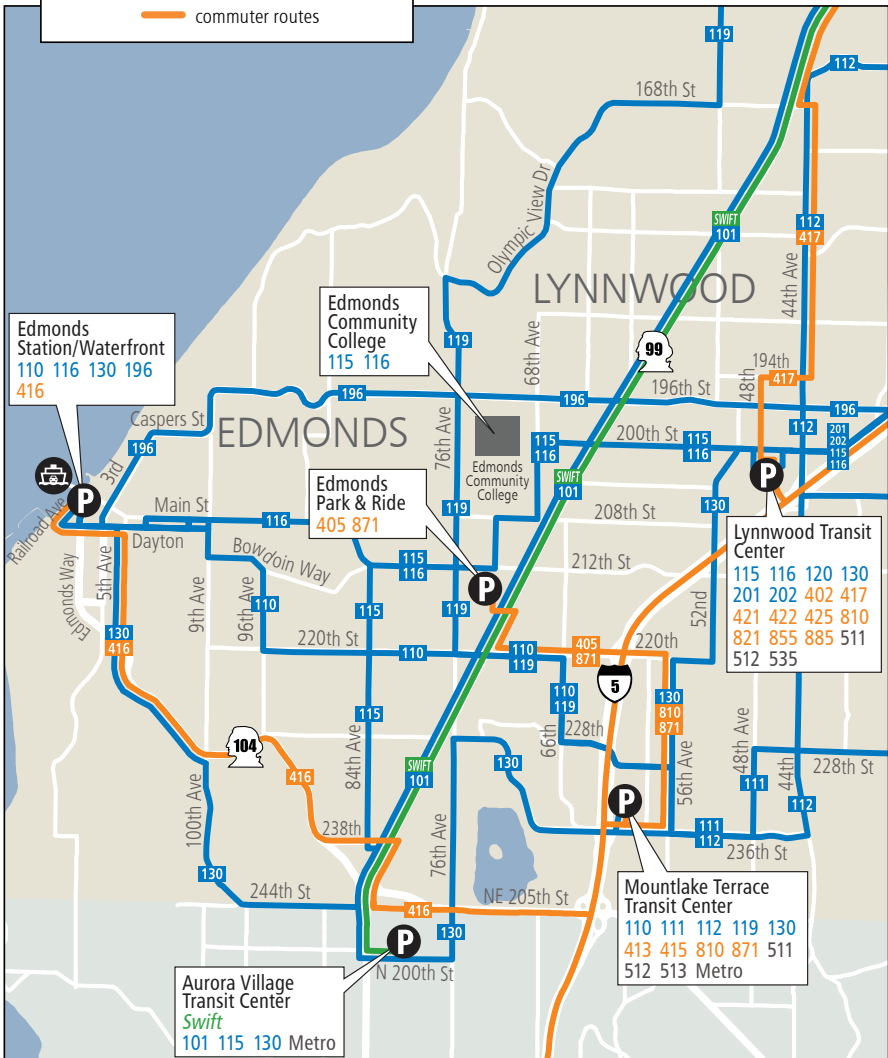 commuter routes
119
112
168th St
Olympic View Dr
SWIFT
101
112
417
44th Ave
LYNNWOOD
Edmonds
Station/Waterfront
110 116 130 196
416
Edmonds
Community
College
115 116
119
68th Ave
99
194th
417
48th
196th St
196
196
196
Caspers St
196
EDMONDS
76th Ave
Edmonds
Community
College
115
116
200th St
115
116
112
201
202
115
116
3rd
Railroad Ave
P
Main St
116
Dayton
Edmonds
Park & Ride
405 871
119
SWIFT
101
208th St
130
P
Lynnwood Transit
Center
115 116 120 130
201 202 402 417
421 422 425 810
821 855 885 511
512 535
Bowdoin Way
115
116
212th St
P
Edmonds Way
5th Ave
9th Ave
96th Ave
110
115
119
52nd
130
416
220th St
110
110
119
405
871
220th
5
110
119
130
810
871
115
84th Ave
66th
228th
56th Ave
48th Ave
44th
228th St
104
416
SWIFT
101
130
111
112
P
100th Ave
238th
76th Ave
111
112
236th St
130
244th St
416
NE 205th St
130
P
N 200th St
Mountlake Terrace
Transit Center
110 111 112 119 130
413 415 810 871 511
512 513 Metro
Aurora Village
Transit Center
Swift
101 115 130 Metro